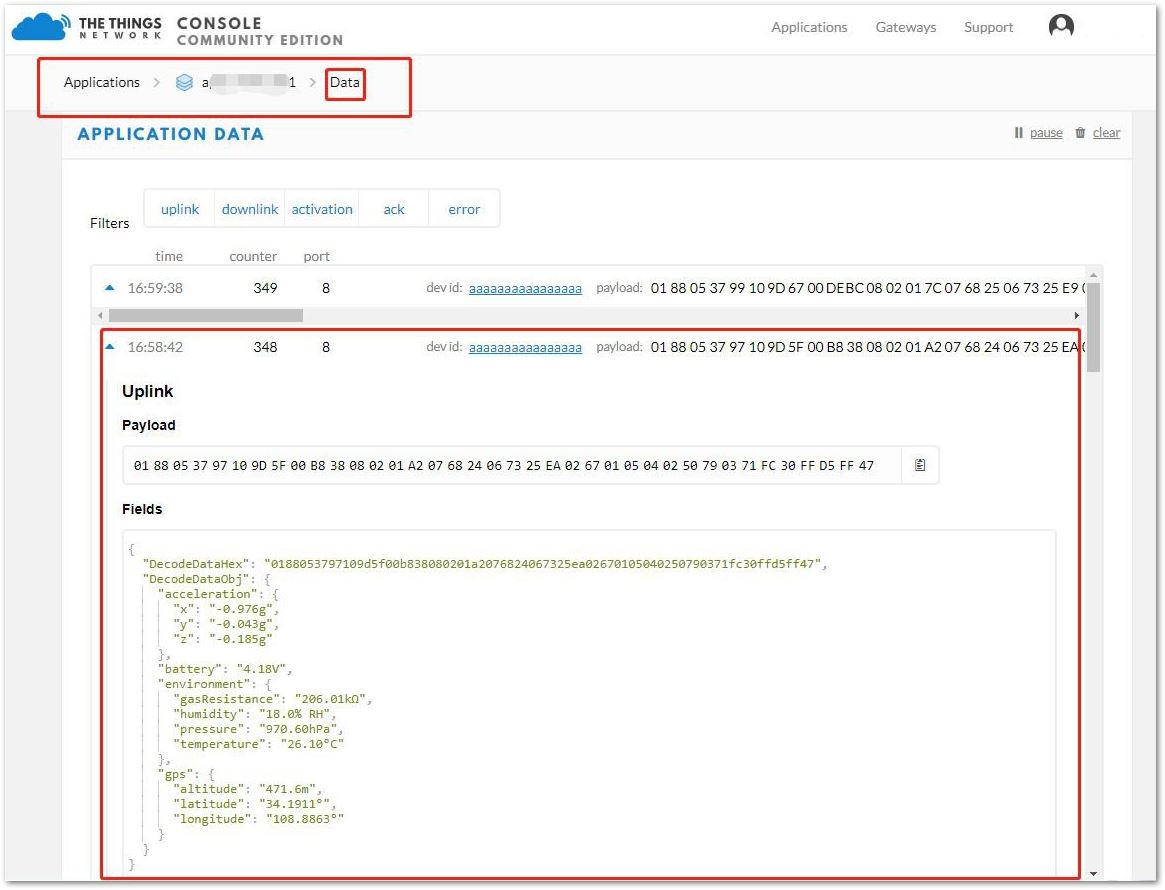 THE THINGS NETWORK CONSOLE COMMUNITY EDITION
Applications Gateways Support
Applications > a 1 > Data
APPLICATION DATA
pause clear
Filters uplink downlink activation ack error
time counter port
16:59:38 349 8 dev id: aaaaaaaaaaaaaaaa payload: 01 88 05 37 99 10 9D 67 00 DE BC 08 02 01 7C 07 68 25 06 73 25 E9
16:58:42 348 8 dev id: aaaaaaaaaaaaaaaa payload: 01 88 05 37 97 10 9D 5F 00 B8 38 08 02 01 A2 07 68 24 06 73 25 EA
Uplink
Payload
01 88 05 37 97 10 9D 5F 00 B8 38 08 02 01 A2 07 68 24 06 73 25 EA 02 67 01 05 04 02 50 79 03 71 FC 30 FF D5 FF 47
Fields
{
"DecodeDataHex": "0188053797109d5f00b838080201a2076824067325ea02670105040250790371fc30ffd5ff47",
"DecodeDataObj": {
"acceleration": {
"x": "-0.976g",
"y": "-0.043g",
"z": "-0.185g"
},
"battery": "4.18V",
"environment": {
"gasResistance": "206.01kΩ",
"humidity": "18.0% RH",
"pressure": "970.60hPa",
"temperature": "26.10°C"
},
"gps": {
"altitude": "471.6m",
"latitude": "34.1911°",
"longitude": "108.8863°"
}
}
}